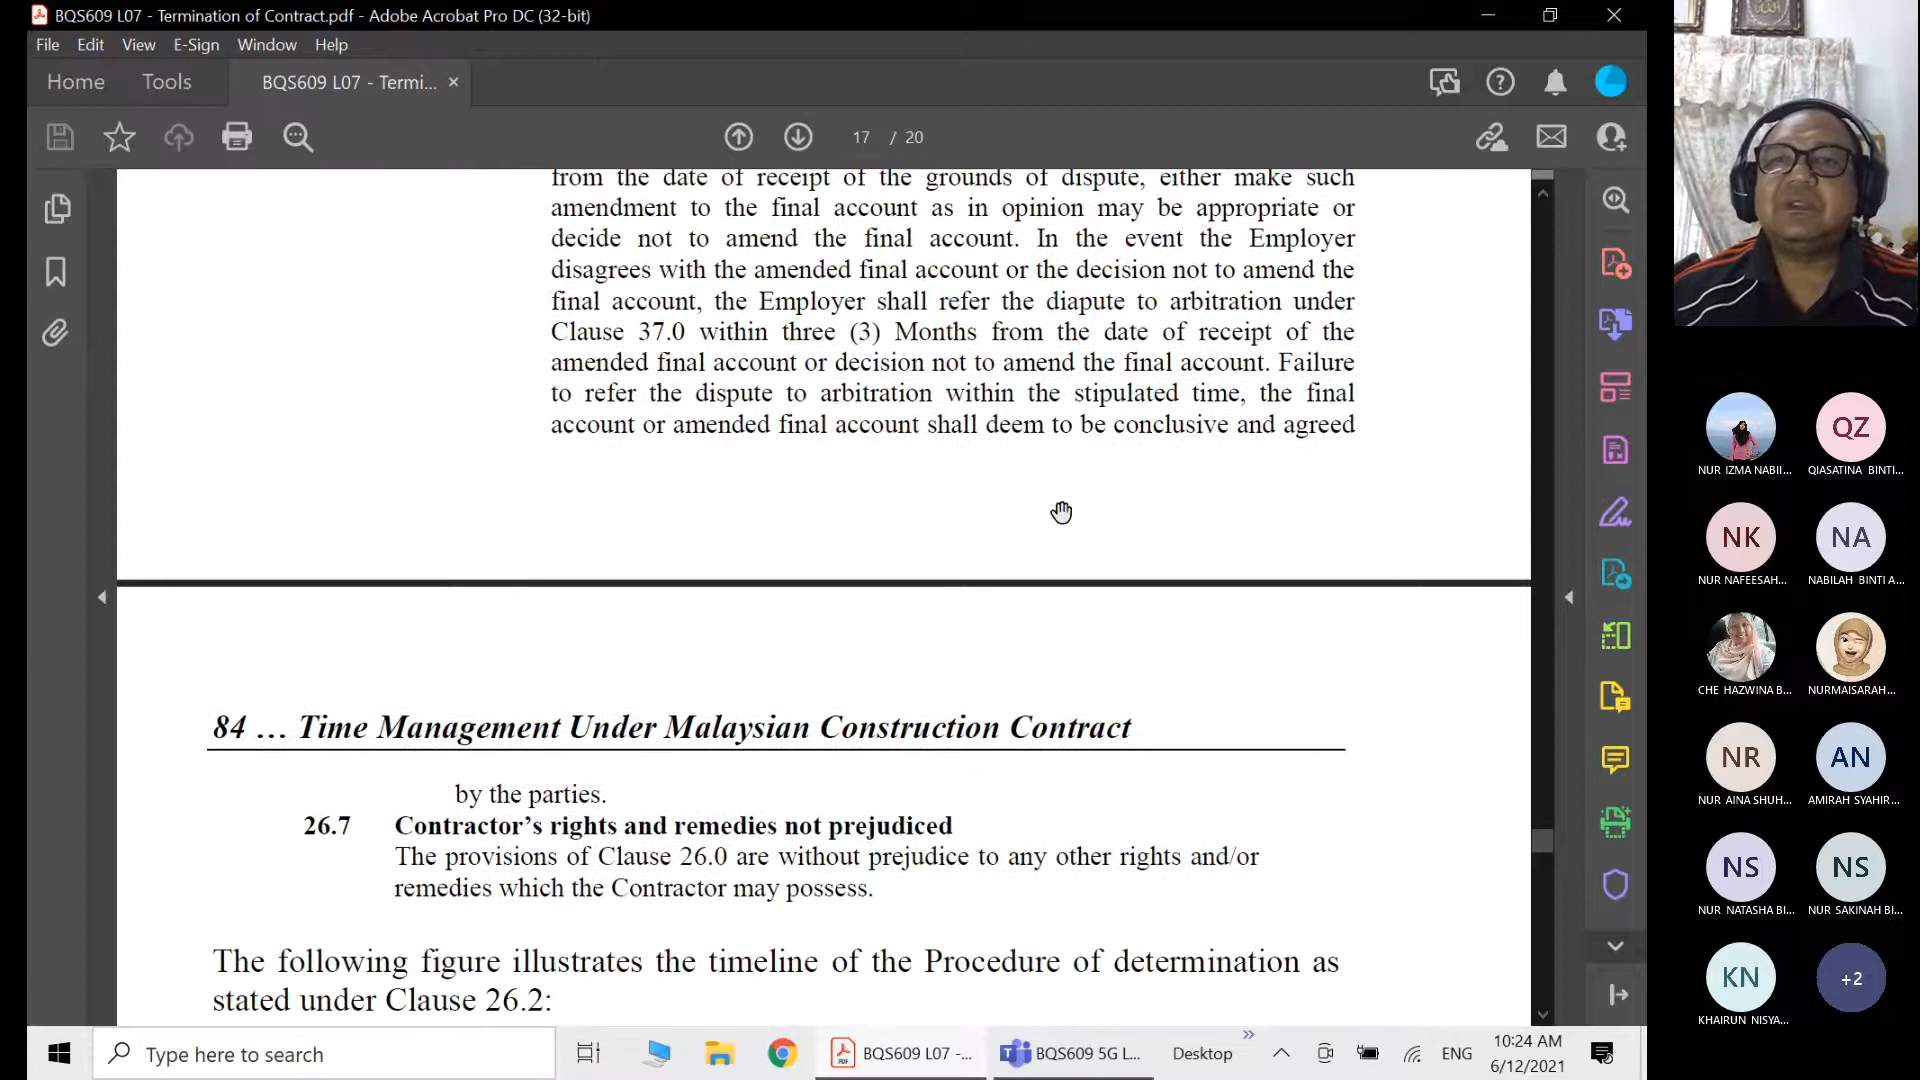 BQS609 L07 - Termination of Contract.pdf - Adobe Acrobat Pro DC (32-bit)
File Edit View E-Sign Window Help
Home Tools BQS609 L07 - Termi... ×
17 / 20
from the date of receipt of the grounds of dispute, either make such
amendment to the final account as in opinion may be appropriate or
decide not to amend the final account. In the event the Employer
disagrees with the amended final account or the decision not to amend the
final account, the Employer shall refer the diapute to arbitration under
Clause 37.0 within three (3) Months from the date of receipt of the
amended final account or decision not to amend the final account. Failure
to refer the dispute to arbitration within the stipulated time, the final
account or amended final account shall deem to be conclusive and agreed
84 … Time Management Under Malaysian Construction Contract
by the parties.
26.7 Contractor’s rights and remedies not prejudiced
The provisions of Clause 26.0 are without prejudice to any other rights and/or
remedies which the Contractor may possess.
The following figure illustrates the timeline of the Procedure of determination as
stated under Clause 26.2:
QZ
NUR IZMA NABII... QIASATINA BINTI...
NK NA
NUR NAFEESAH... NABILAH BINTI A...
CHE HAZWINA B... NURMAISARAH...
NR AN
NUR AINA SHUH... AMIRAH SYAHIR...
NS NS
NUR NATASHA BI... NUR SAKINAH BI...
KN +2
KHAIRUN NISYA...
Type here to search
BQS609 L07 -... BQS609 5G L... Desktop ENG
10:24 AM
6/12/2021